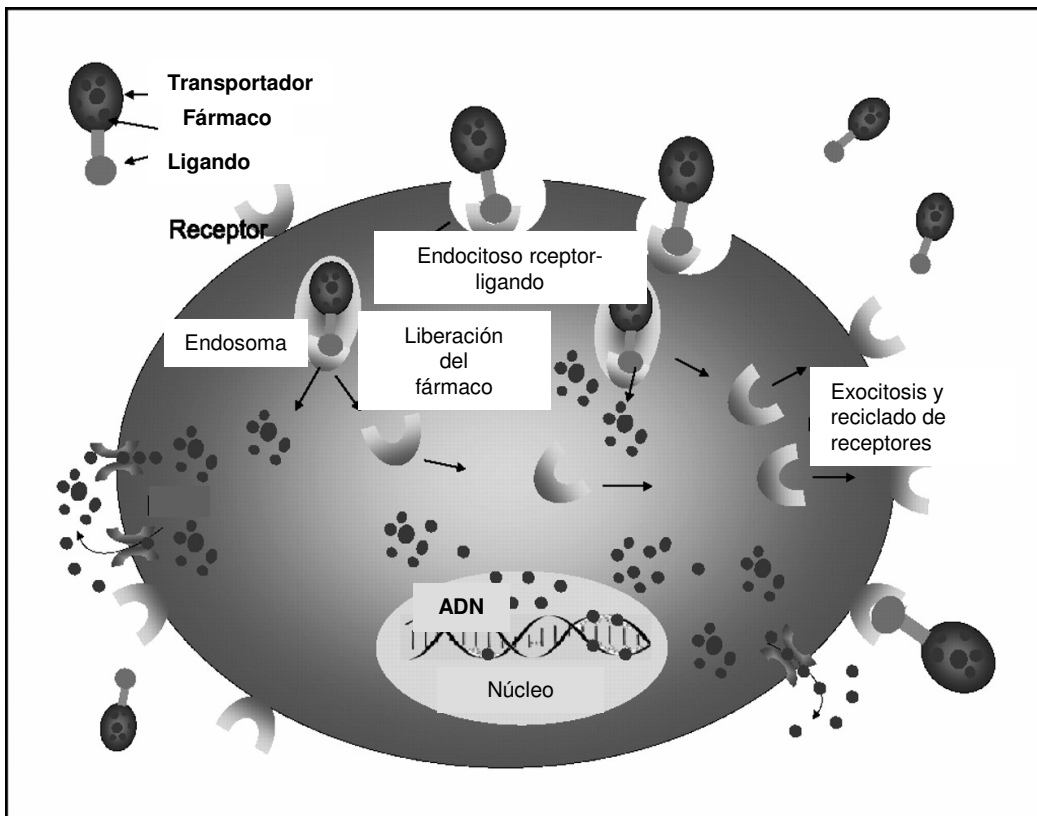 Transportador
Fármaco
Ligando
Receptor
Endocitoso rceptor-
ligando
Endosoma
Liberación
del
fármaco
Exocitosis y
reciclado de
receptores
ADN
Núcleo